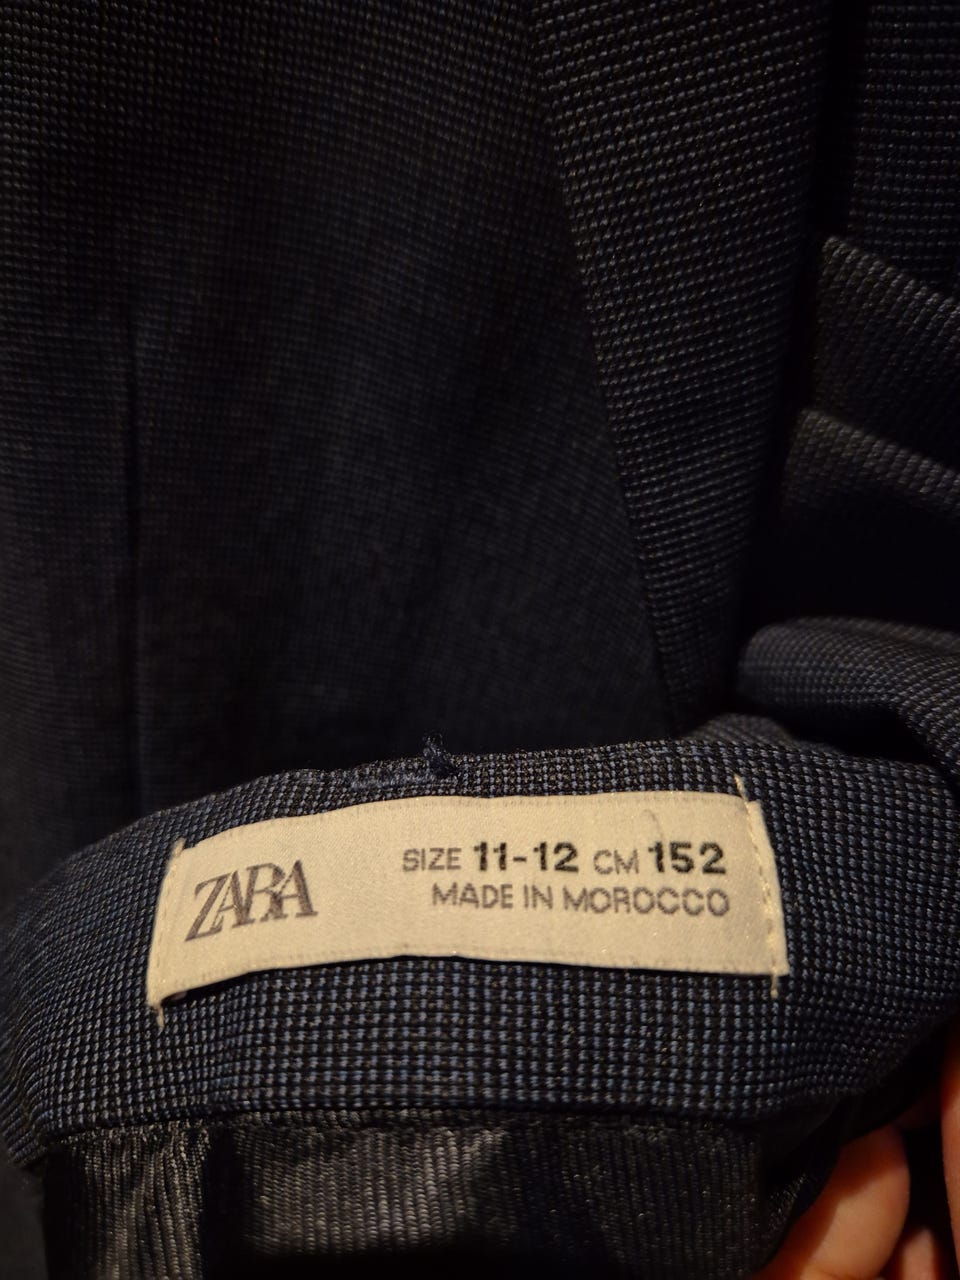 ZARA
SIZE 11-12 CM 152
MADE IN MOROCCO